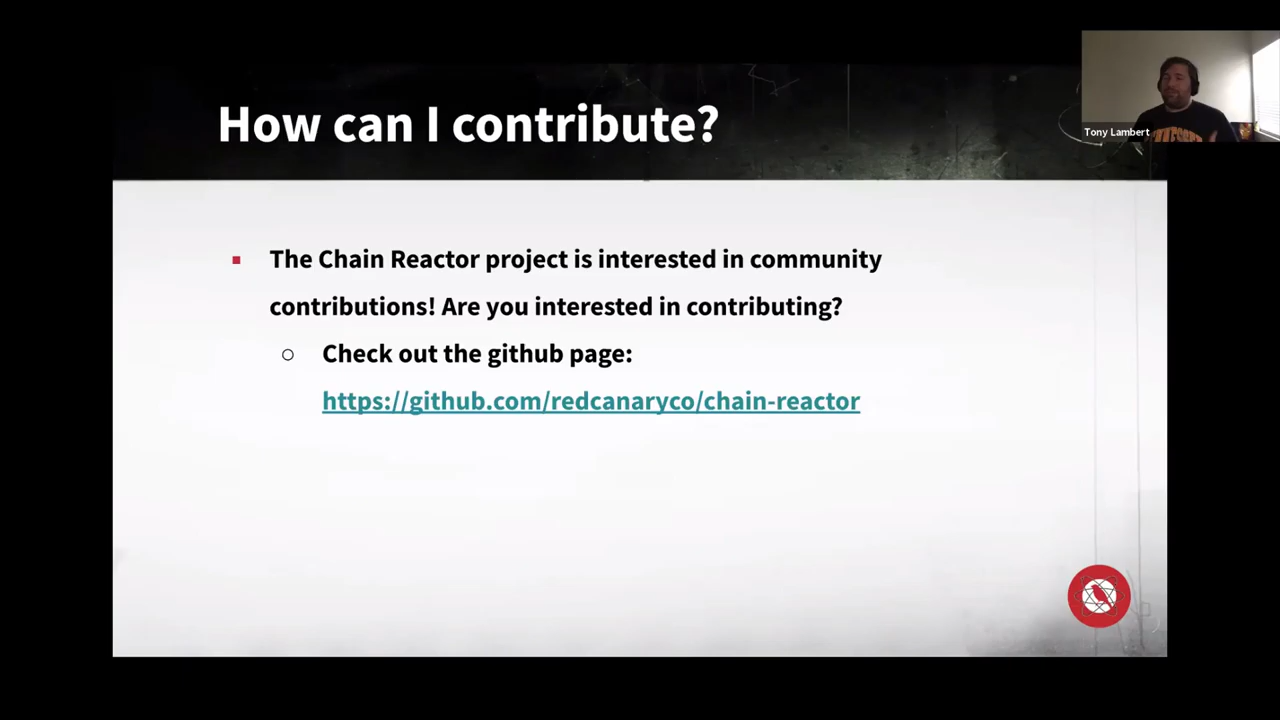 How can I contribute?
Tony Lambert
▪ The Chain Reactor project is interested in community
contributions! Are you interested in contributing?
○ Check out the github page:
https://github.com/redcanaryco/chain-reactor